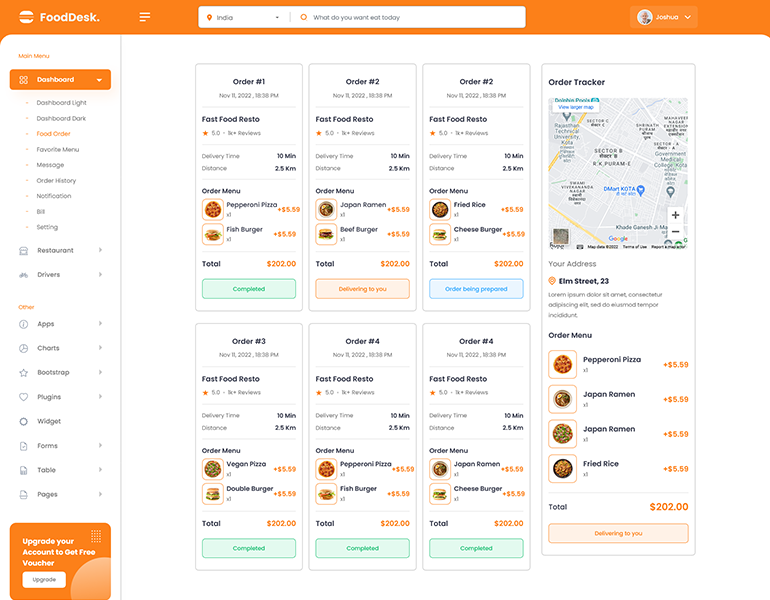 FoodDesk.
India
What do you want eat today
Joshua
Main Menu
Dashboard
Dashboard Light
Dashboard Dark
Food Order
Favorite Menu
Message
Order History
Notification
Bill
Setting
Restaurant
Drivers
Other
Apps
Charts
Bootstrap
Plugins
Widget
Forms
Table
Pages
Upgrade your
Account to Get Free
Voucher
Upgrade
Order #1
Nov 11, 2022 , 18:38 PM
Fast Food Resto
5.0 - 1k+ Reviews
Delivery Time 10 Min
Distance 2.5 Km
Order Menu
Pepperoni Pizza +$5.59
x1
Fish Burger +$5.59
x1
Total $202.00
Completed
Order #2
Nov 11, 2022 , 18:38 PM
Fast Food Resto
5.0 - 1k+ Reviews
Delivery Time 10 Min
Distance 2.5 Km
Order Menu
Japan Ramen +$5.59
x1
Beef Burger +$5.59
x1
Total $202.00
Delivering to you
Order #2
Nov 11, 2022 , 18:38 PM
Fast Food Resto
5.0 - 1k+ Reviews
Delivery Time 10 Min
Distance 2.5 Km
Order Menu
Fried Rice +$5.59
x1
Cheese Burger +$5.59
x1
Total $202.00
Order being prepared
Order #3
Nov 11, 2022 , 18:38 PM
Fast Food Resto
5.0 - 1k+ Reviews
Delivery Time 10 Min
Distance 2.5 Km
Order Menu
Vegan Pizza +$5.59
x1
Double Burger +$5.59
x1
Total $202.00
Completed
Order #4
Nov 11, 2022 , 18:38 PM
Fast Food Resto
5.0 - 1k+ Reviews
Delivery Time 10 Min
Distance 2.5 Km
Order Menu
Pepperoni Pizza +$5.59
x1
Fish Burger +$5.59
x1
Total $202.00
Completed
Order #4
Nov 11, 2022 , 18:38 PM
Fast Food Resto
5.0 - 1k+ Reviews
Delivery Time 10 Min
Distance 2.5 Km
Order Menu
Japan Ramen +$5.59
x1
Cheese Burger +$5.59
x1
Total $202.00
Completed
Order Tracker
View larger map
Rajasthan
Technical
University,
Kota
SECTOR C
SECTOR B
R.K.PURAM-E
SECTOR - A
SHRINATH
PURAM
MAHAVEER
NAGAR
EXTENSION
Government
Medical
College,
SWAMI
VIVEKANANDA
NAGAR
DMart KOTA
Khade Ganesh Ji
Google
Map data ©2022 Terms of Use Report a map error
Your Address
Elm Street, 23
Lorem ipsum dolor sit amet, consectetur
adipiscing elit, sed do eiusmod tempor
incididunt.
Order Menu
Pepperoni Pizza +$5.59
x1
Japan Ramen +$5.59
x1
Japan Ramen +$5.59
x1
Fried Rice +$5.59
x1
Total $202.00
Delivering to you